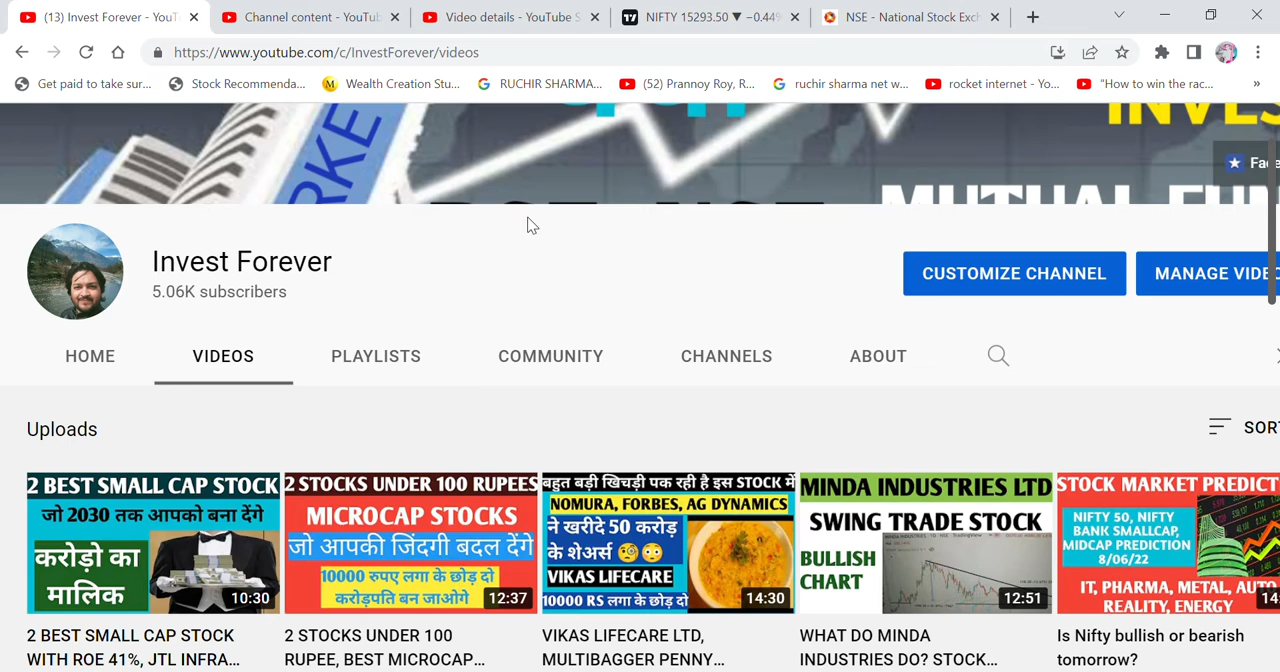 (13) Invest Forever - YouT
Channel content - YouTub
Video details - YouTube S
NIFTY 15293.50 ▼ −0.44%
NSE - National Stock Exch
https://www.youtube.com/c/InvestForever/videos
Get paid to take sur...
Stock Recommenda...
Wealth Creation Stu...
RUCHIR SHARMA...
(52) Prannoy Roy, R...
ruchir sharma net w...
rocket internet - Yo...
"How to win the rac...
»
RKE
INVES
MUTUAL FUN
Face
Invest Forever
5.06K subscribers
CUSTOMIZE CHANNEL
MANAGE VIDEO
HOME
VIDEOS
PLAYLISTS
COMMUNITY
CHANNELS
ABOUT
Uploads
SORT
2 BEST SMALL CAP STOCK
जो 2030 तक आपको बना देंगे
करोड़ो का
मालिक
10:30
2 STOCKS UNDER 100 RUPEES
MICROCAP STOCKS
जो आपकी जिंदगी बदल देंगे
10000 रुपए लगा के छोड़ दो
करोड़पति बन जाओगे
12:37
बहुत बड़ी खिचड़ी पक रही है इस STOCK में
NOMURA, FORBES, AG DYNAMICS
ने खरीदे 50 करोड़
के शेअर्स
VIKAS LIFECARE
10000 RS लगा के छोड़ दो
14:30
MINDA INDUSTRIES LTD
SWING TRADE STOCK
BULLISH
CHART
12:51
STOCK MARKET PREDICT
NIFTY 50, NIFTY
BANK SMALLCAP,
MIDCAP PREDICTION
8/06/22
IT, PHARMA, METAL, AUTO
REALITY, ENERGY
14:
2 BEST SMALL CAP STOCK
WITH ROE 41%, JTL INFRA...
2 STOCKS UNDER 100
RUPEE, BEST MICROCAP...
VIKAS LIFECARE LTD,
MULTIBAGGER PENNY...
WHAT DO MINDA
INDUSTRIES DO? STOCK...
Is Nifty bullish or bearish
tomorrow?